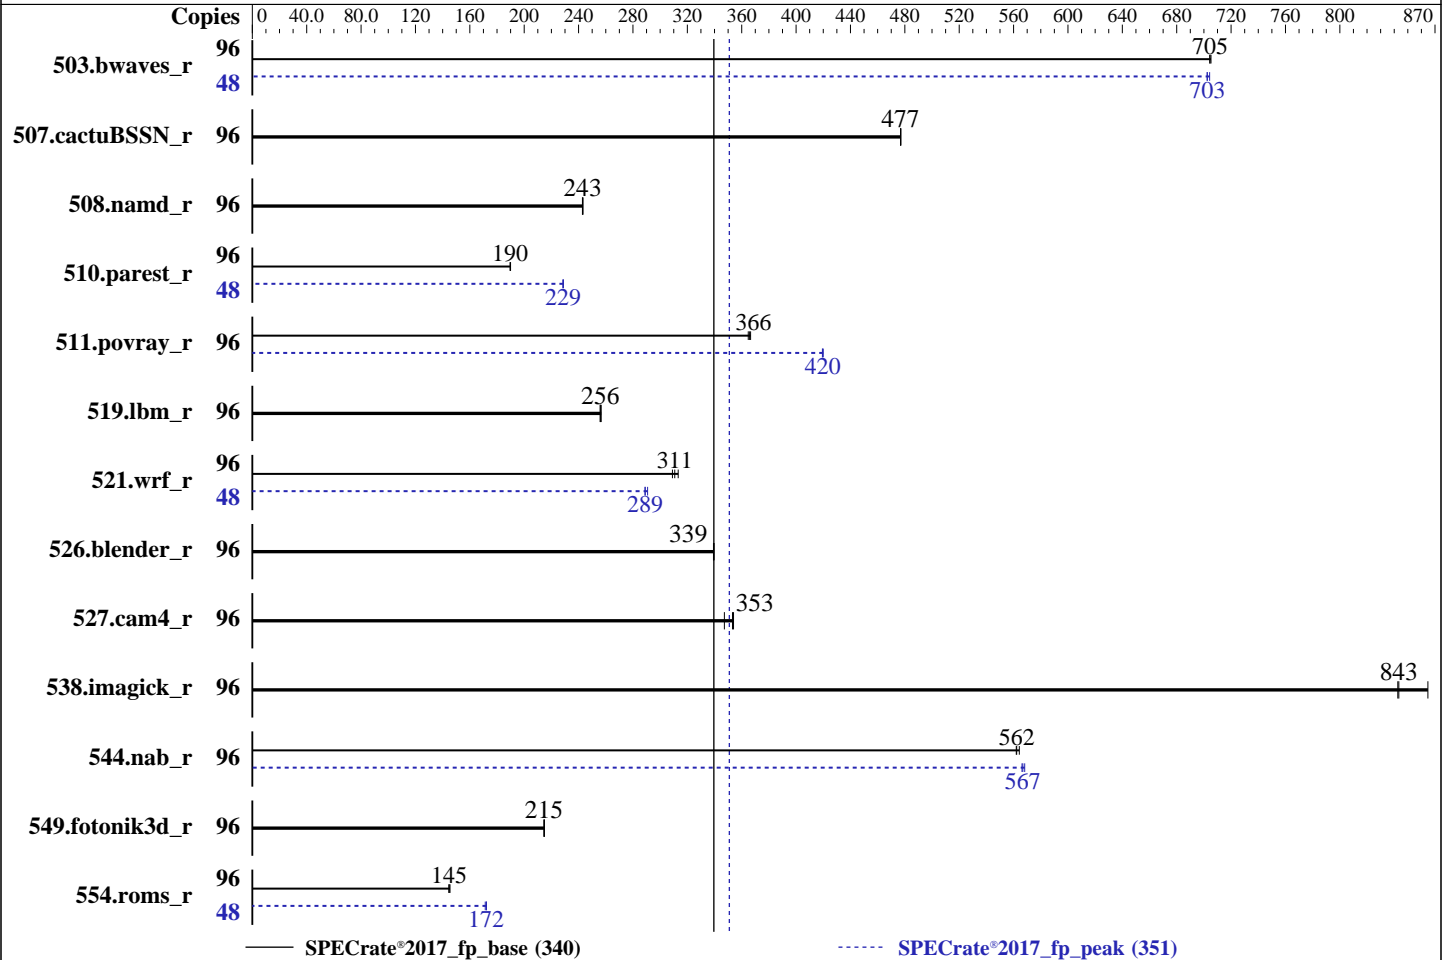 Copies 0 40.0 80.0 120 160 200 240 280 320 360 400 440 480 520 560 600 640 680 720 760 800 870
503.bwaves_r 96 705
48 703
507.cactuBSSN_r 96 477
508.namd_r 96 243
510.parest_r 96 190
48 229
511.povray_r 96 366
420
519.lbm_r 96 256
521.wrf_r 96 311
48 289
526.blender_r 96 339
527.cam4_r 96 353
538.imagick_r 96 843
544.nab_r 96 562
567
549.fotonik3d_r 96 215
554.roms_r 96 145
48 172
SPECrate®2017_fp_base (340) SPECrate®2017_fp_peak (351)